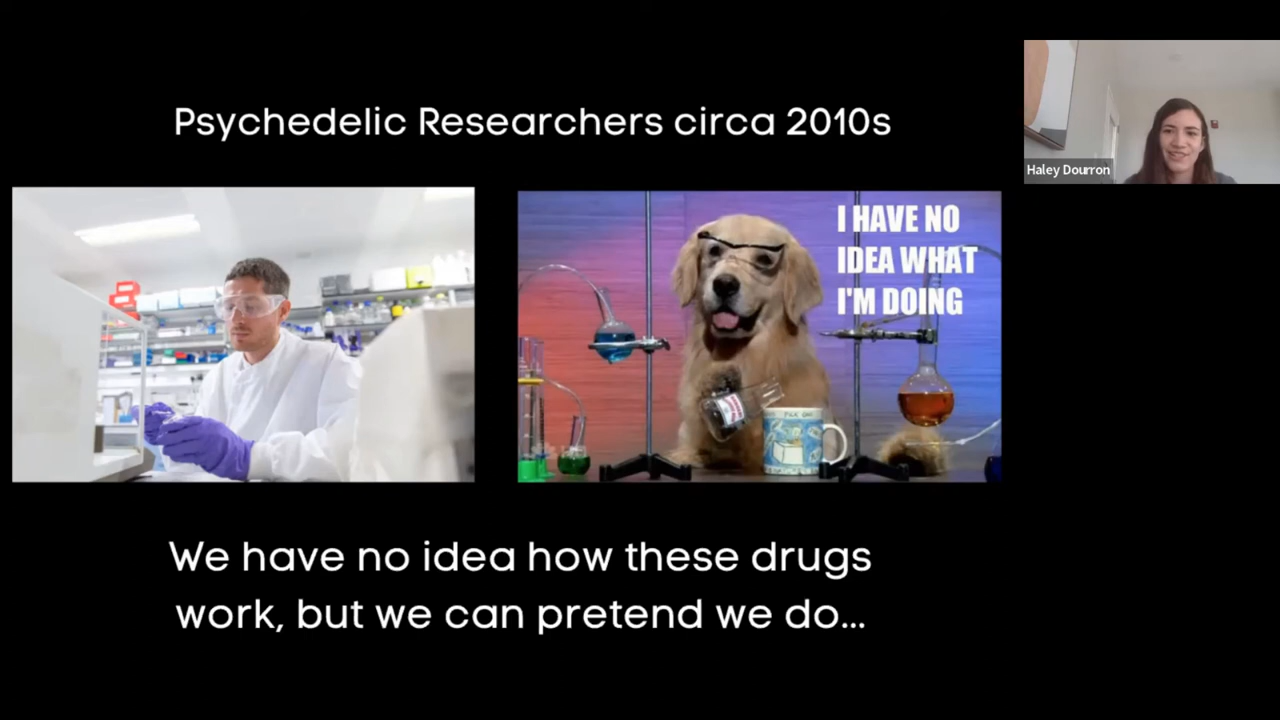 Psychedelic Researchers circa 2010s
Haley Dourron
I HAVE NO
IDEA WHAT
I'M DOING
We have no idea how these drugs
work, but we can pretend we do...